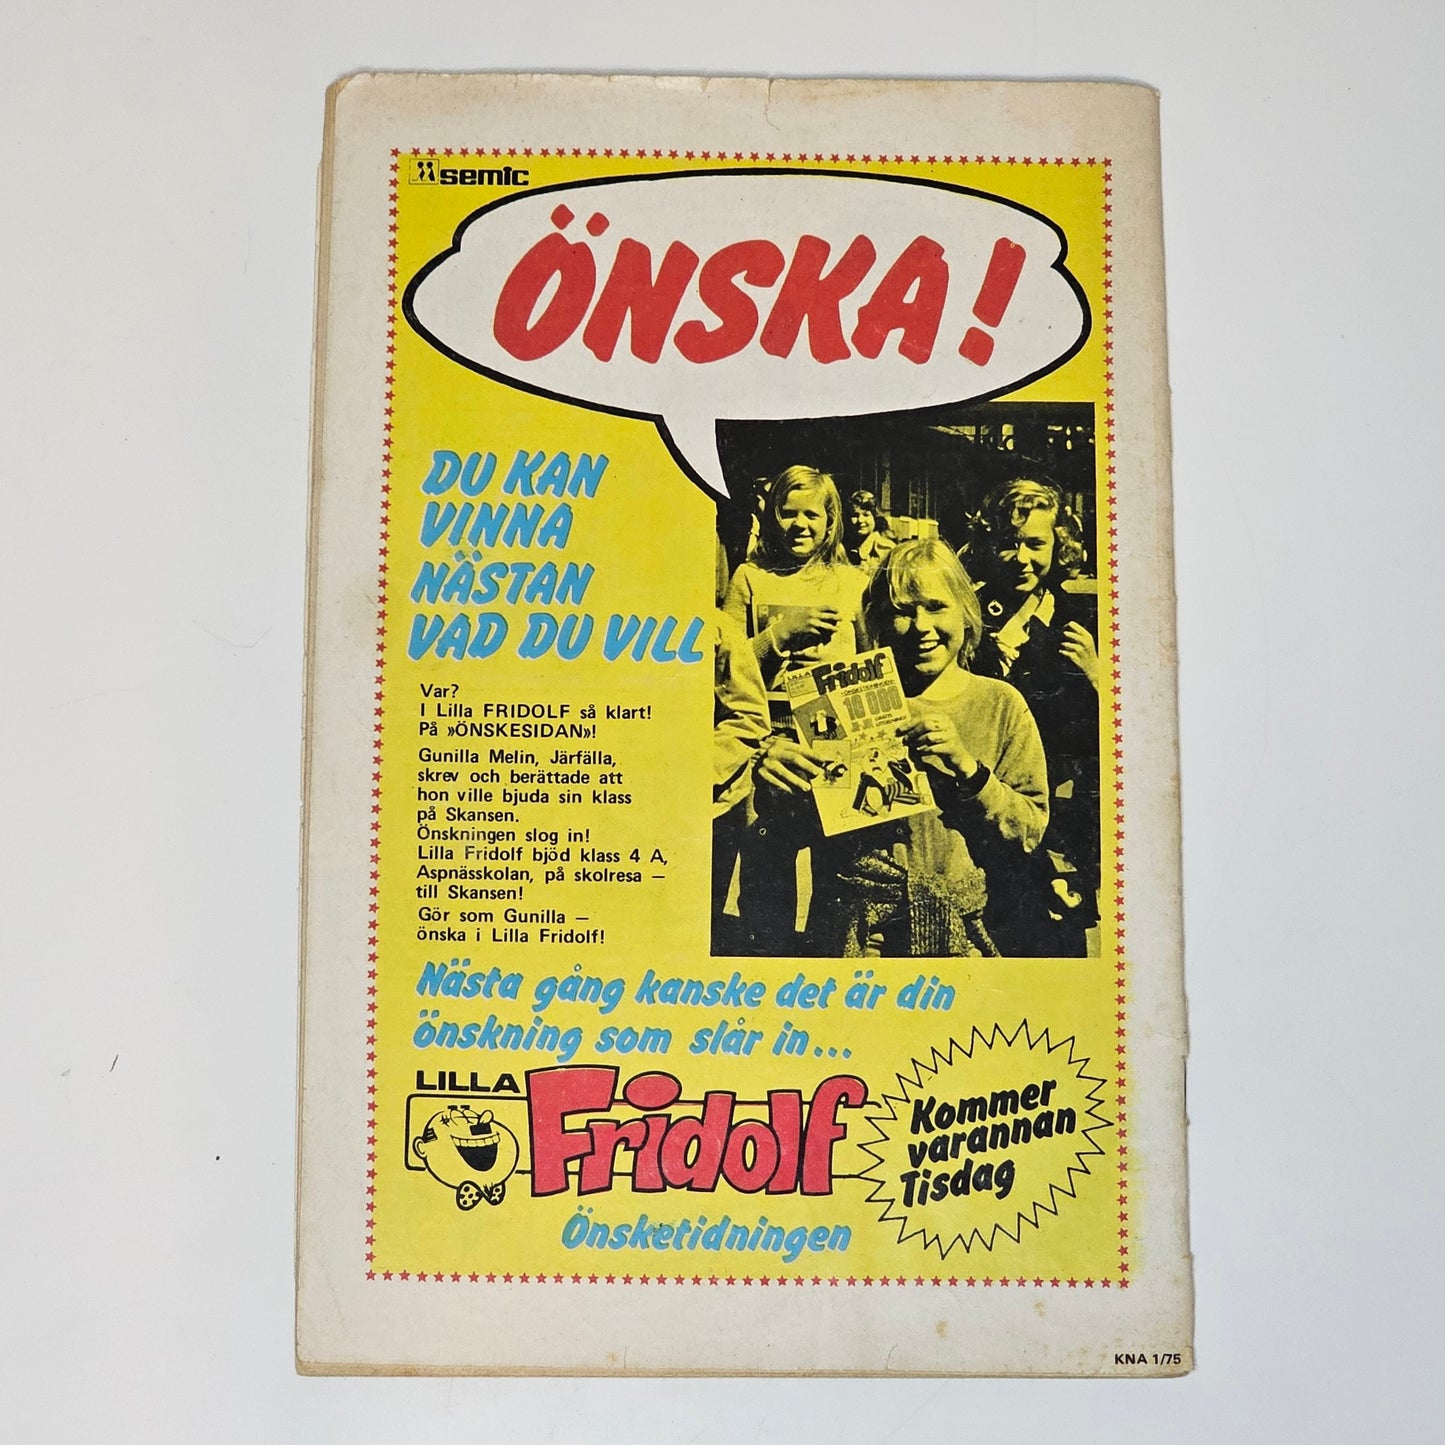 semic
ÖNSKA!
DU KAN
VINNA
NÄSTAN
VAD DU VILL
Var?
I Lilla FRIDOLF så klart!
På »ÖNSKESIDAN»!
Gunilla Melin, Järfälla,
skrev och berättade att
hon ville bjuda sin klass
på Skansen.
Önskningen slog in!
Lilla Fridolf bjöd klass 4 A,
Aspnässkolan, på skolresa —
till Skansen!
Gör som Gunilla —
önska i Lilla Fridolf!
LILLA
Fridolf
10 000
Nästa gång kanske det är din
önskning som slår in...
LILLA
Fridolf
Önsketidningen
Kommer
varannan
Tisdag
KNA 1/75